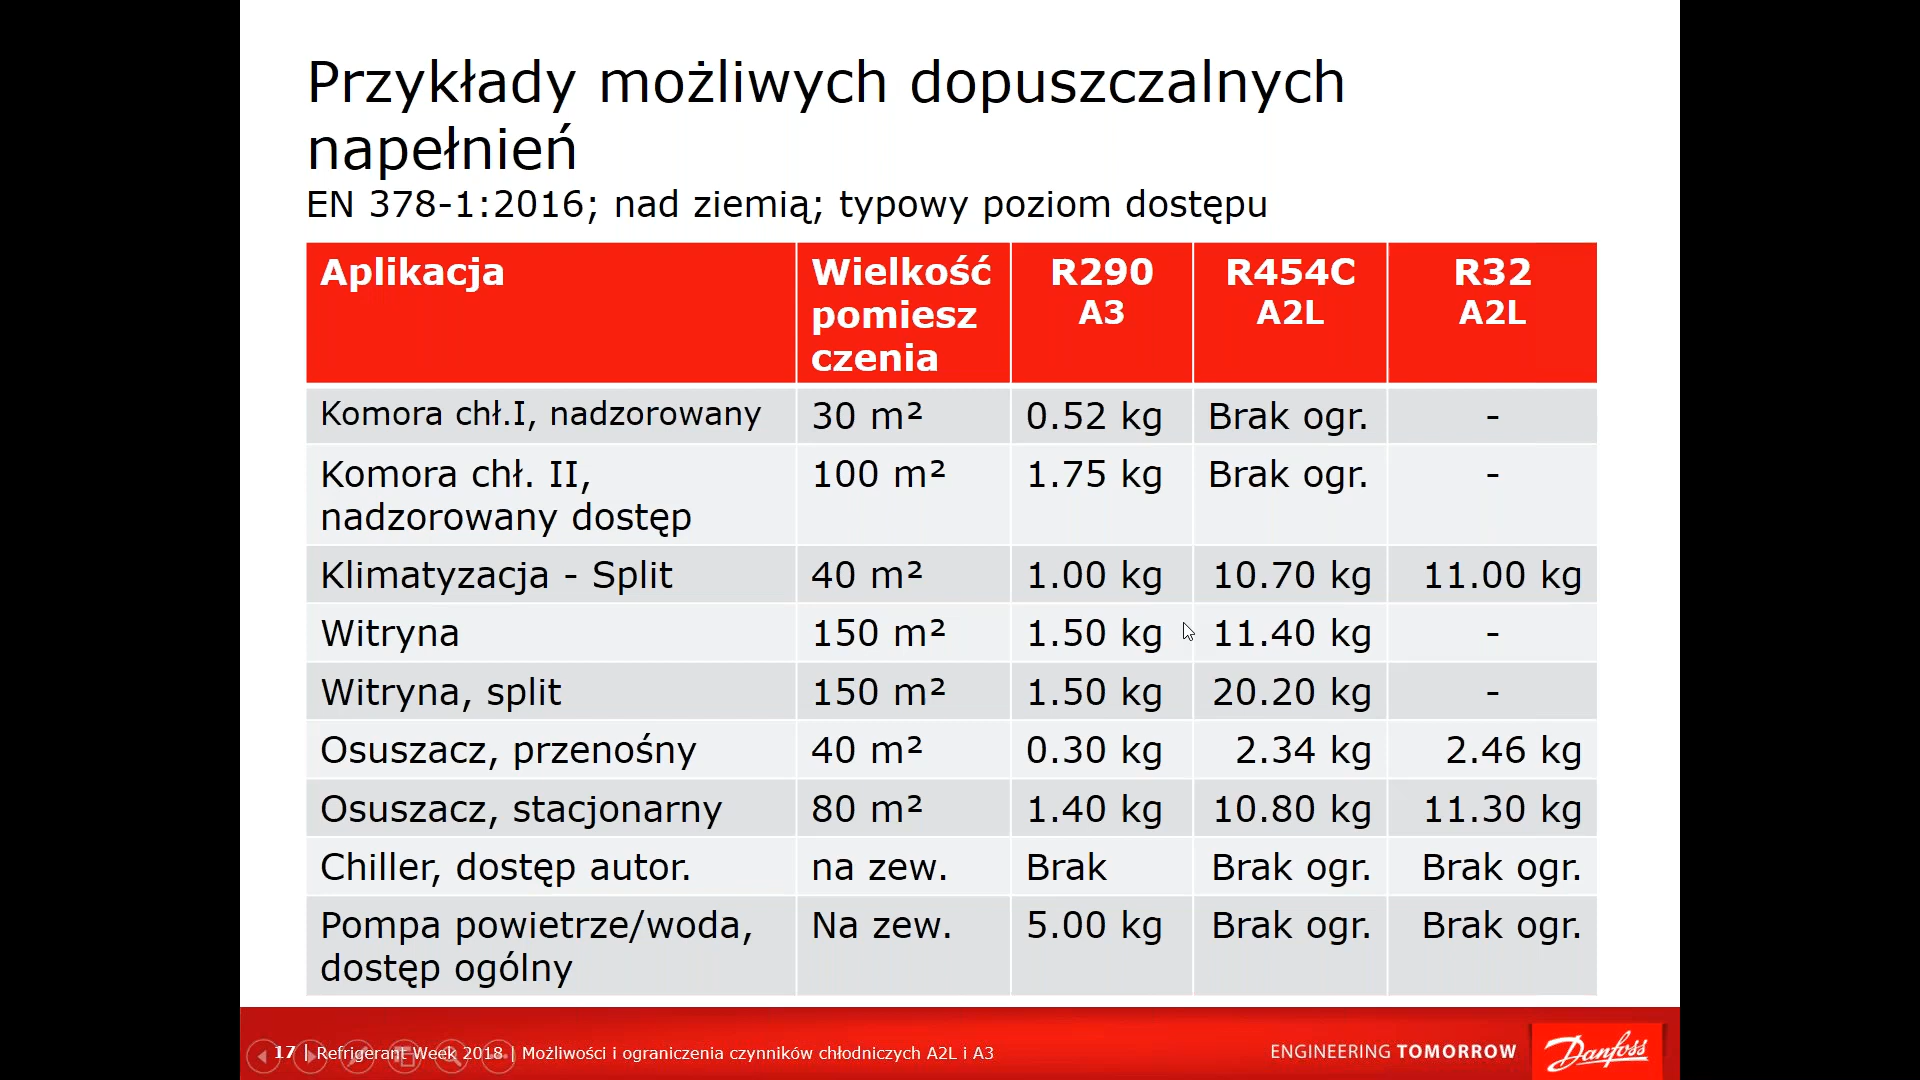 Przykłady możliwych dopuszczalnych
napełnień
EN 378-1:2016; nad ziemią; typowy poziom dostępu
Aplikacja Wielkość pomiesz czenia R290 A3 R454C A2L R32 A2L
Komora chł.I, nadzorowany 30 m² 0.52 kg Brak ogr. -
Komora chł. II, nadzorowany dostęp 100 m² 1.75 kg Brak ogr. -
Klimatyzacja - Split 40 m² 1.00 kg 10.70 kg 11.00 kg
Witryna 150 m² 1.50 kg 11.40 kg -
Witryna, split 150 m² 1.50 kg 20.20 kg -
Osuszacz, przenośny 40 m² 0.30 kg 2.34 kg 2.46 kg
Osuszacz, stacjonarny 80 m² 1.40 kg 10.80 kg 11.30 kg
Chiller, dostęp autor. na zew. Brak Brak ogr. Brak ogr.
Pompa powietrze/woda, dostęp ogólny Na zew. 5.00 kg Brak ogr. Brak ogr.
17 | Refrigerant Week 2018 | Możliwości i ograniczenia czynników chłodniczych A2L i A3
ENGINEERING TOMORROW
Danfoss